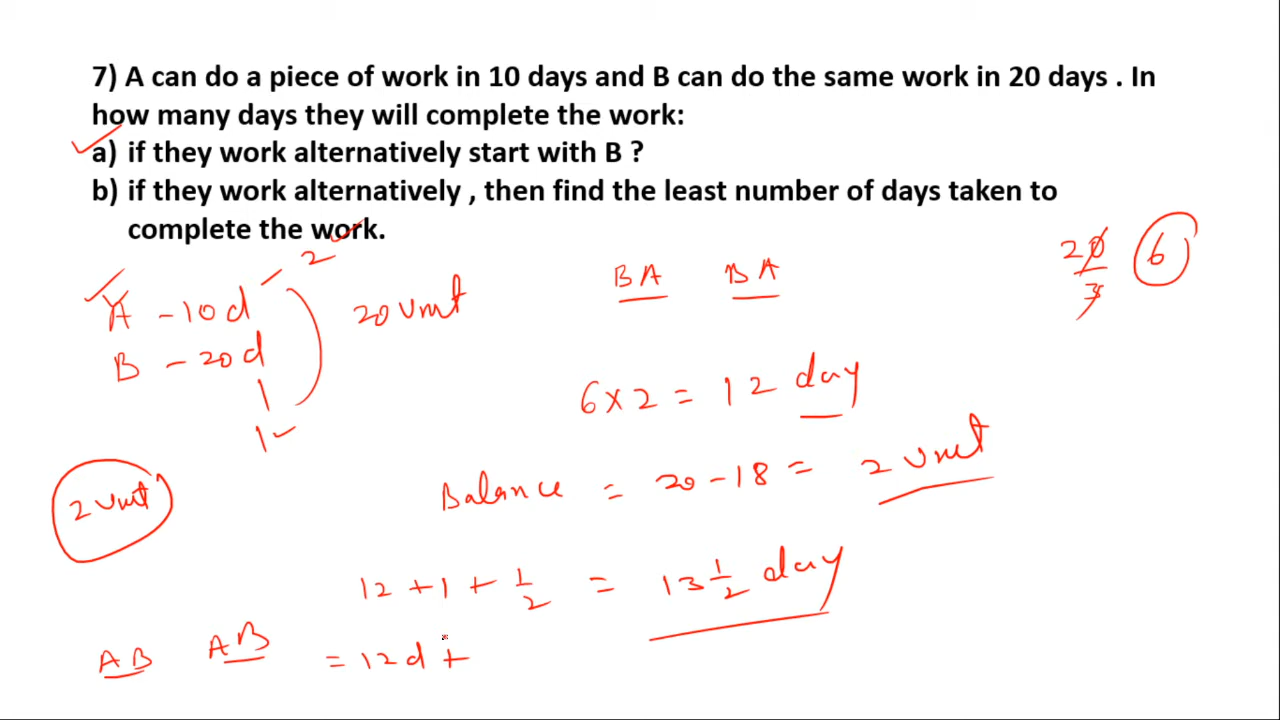 7) A can do a piece of work in 10 days and B can do the same work in 20 days . In
how many days they will complete the work:
a) if they work alternatively start with B ?
b) if they work alternatively , then find the least number of days taken to
complete the work.
A - 10d - 2
B - 20d
1
1
20 Unit
BA BA
20/3 6
6 x 2 = 12 day
Balance = 20 - 18 = 2 Unit
2 Unit
12 + 1 + 1/2 = 13 1/2 day
AB AB = 12d +